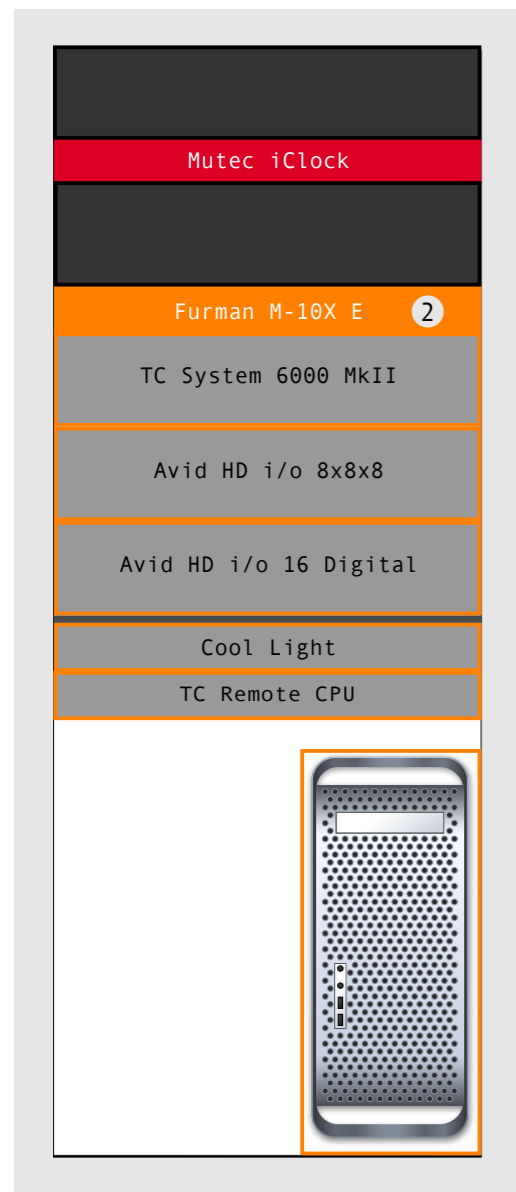 Mutec iClock
Furman M-10X E 2
TC System 6000 MkII
Avid HD i/o 8x8x8
Avid HD i/o 16 Digital
Cool Light
TC Remote CPU